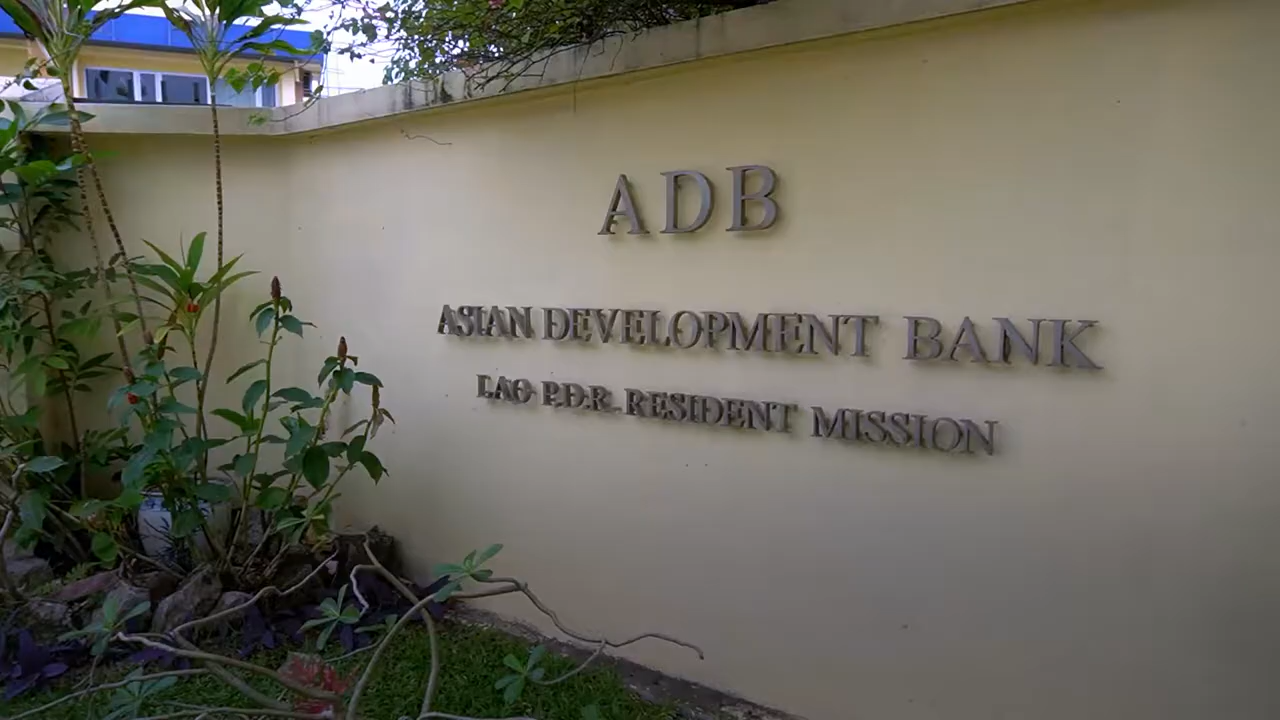 ADB
ASIAN DEVELOPMENT BANK
LAO P.D.R. RESIDENT MISSION